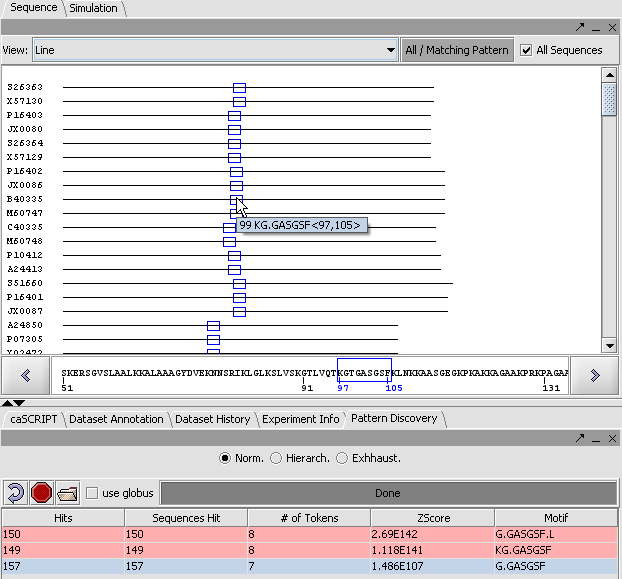 Sequence Simulation
View: Line All / Matching Pattern All Sequences
S26363
X57130
P16403
JX0080
S26364
X57129
P16402
JX0086
B40335
M60747
99 KG.GASGSF<97,105>
C40335
M60748
P10412
A24413
S51660
P16401
JX0087
A24850
P07305
X02472
SKERSGVSLAALKKALAAAGYDVEKNNSRIKLGLKSLVSKGTLVQTKGTGASGSFKLNKKAASGEGKPKAKKAGAAKPRKPAGAA
51 91 97 105 131
caSCRIPT Dataset Annotation Dataset History Experiment Info Pattern Discovery
Norm. Hierarch. Exhhaust.
use globus Done
Hits Sequences Hit # of Tokens ZScore Motif
150 150 8 2.69E142 G.GASGSF.L
149 149 8 1.118E141 KG.GASGSF
157 157 7 1.486E107 G.GASGSF